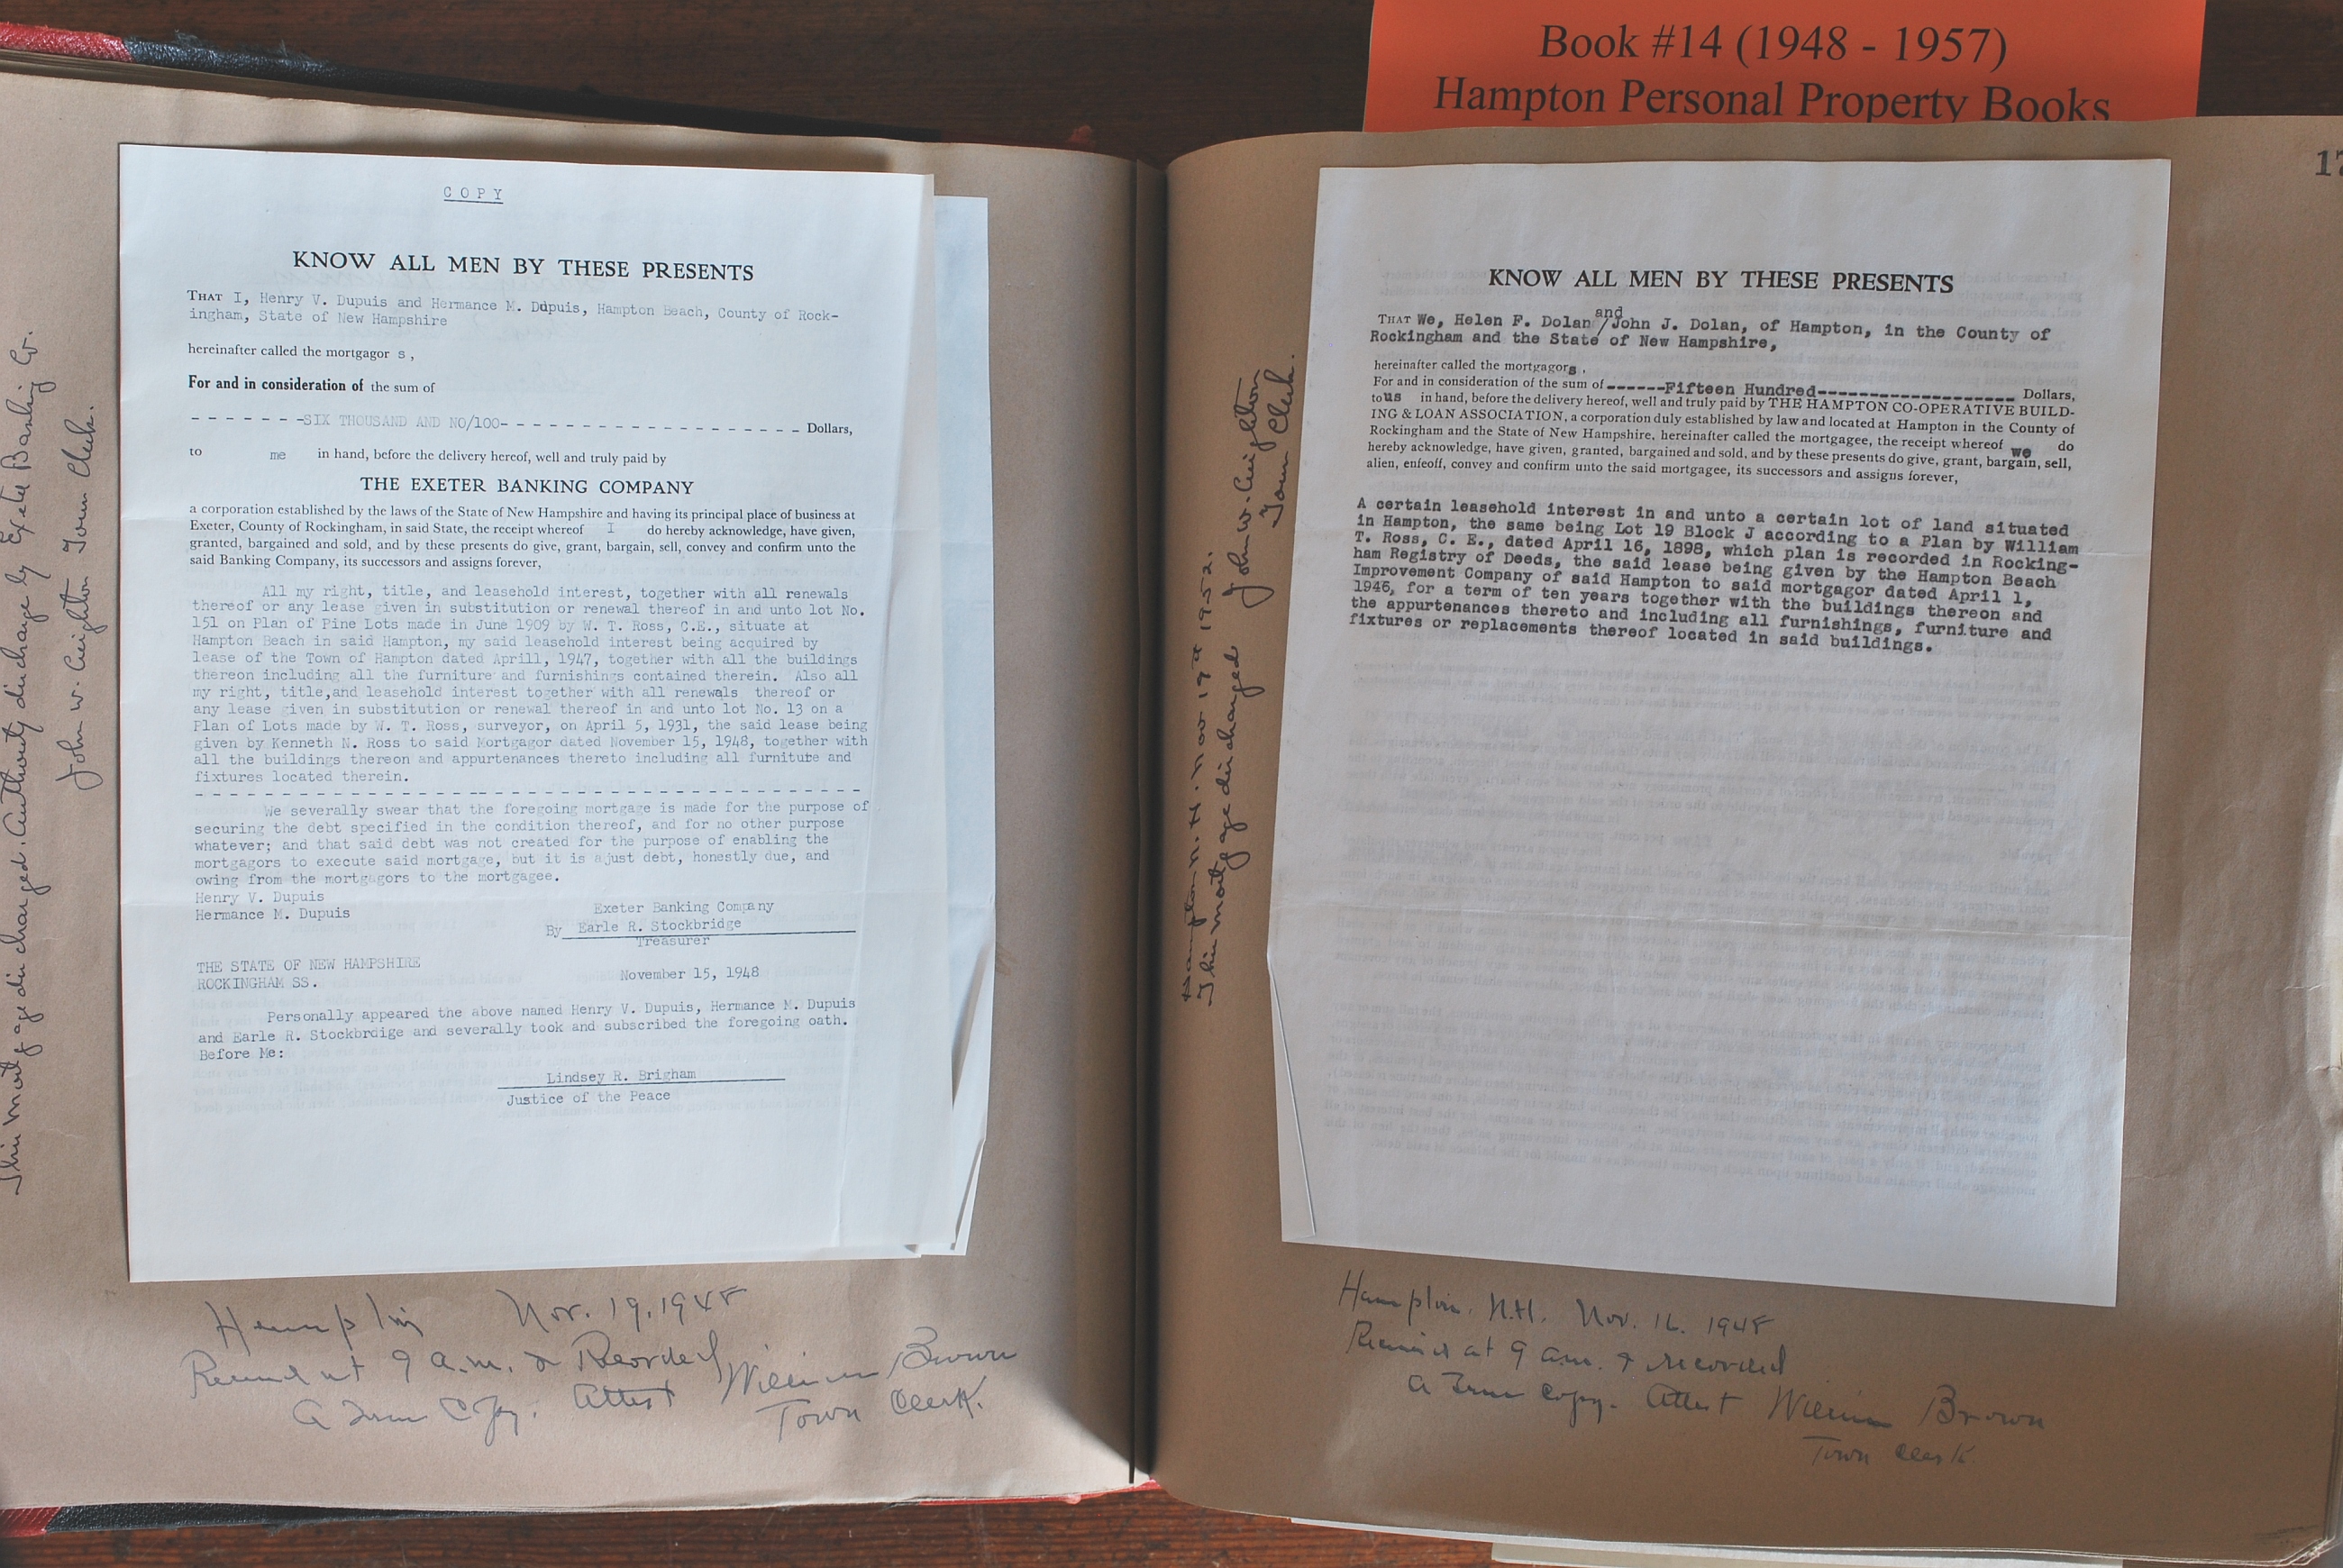 Book #14 (1948 - 1957)
Hampton Personal Property Books
This mortgage discharged. Authority discharge by Exeter Banking Co.
John W. Creighton Town Clerk.
COPY
KNOW ALL MEN BY THESE PRESENTS
THAT I, Henry V. Dupuis and Hermance M. Ddpuis, Hampton Beach, County of Rock-
ingham, State of New Hampshire
hereinafter called the mortgagor s ,
For and in consideration of the sum of
- - - - - - -SIX THOUSAND AND NO/100- - - - - - - - - - - - - - - - - - - Dollars,
to me in hand, before the delivery hereof, well and truly paid by
THE EXETER BANKING COMPANY
a corporation established by the laws of the State of New Hampshire and having its principal place of business at
Exeter, County of Rockingham, in said State, the receipt whereof I do hereby acknowledge, have given,
granted, bargained and sold, and by these presents do give, grant, bargain, sell, convey and confirm unto the
said Banking Company, its successors and assigns forever,
All my right, title, and leasehold interest, together with all renewals
thereof or any lease given in substitution or renewal thereof in and unto lot No.
151 on Plan of Pine Lots made in June 1909 by W. T. Ross, C.E., situate at
Hampton Beach in said Hampton, my said leasehold interest being acquired by
lease of the Town of Hampton dated April1, 1947, together with all the buildings
thereon including all the furniture and furnishings contained therein. Also all
my right, title,and leasehold interest together with all renewals thereof or
any lease given in substitution or renewal thereof in and unto lot No. 13 on a
Plan of Lots made by W. T. Ross, surveyor, on April 5, 1931, the said lease being
given by Kenneth N. Ross to said Mortgagor dated November 15, 1948, together with
all the buildings thereon and appurtenances thereto including all furniture and
fixtures located therein.
- - - - - - - - - - - - - - - - - - - - - - - - - - - - - - - - - - - - - - - -
We severally swear that the foregoing mortgage is made for the purpose of
securing the debt specified in the condition thereof, and for no other purpose
whatever; and that said debt was not created for the purpose of enabling the
mortgagors to execute said mortgage, but it is ajust debt, honestly due, and
owing from the mortgagors to the mortgagee.
Henry V. Dupuis
Hermance M. Dupuis
Exeter Banking Company
By Earle R. Stockbridge
Treasurer
THE STATE OF NEW HAMPSHIRE
ROCKINGHAM SS.
November 15, 1948
Personally appeared the above named Henry V. Dupuis, Hermance M. Dupuis
and Earle R. Stockbrdige and severally took and subscribed the foregoing oath.
Before Me:
Lindsey R. Brigham
Justice of the Peace
Hampton Nov. 19, 1948
Received at 9 a.m. & Recorded
A True Copy. Attest William Brown
Town Clerk.
17
Hampton N. H. Nov 19th 1952.
This mortgage discharged John W. Creighton
Town Clerk.
KNOW ALL MEN BY THESE PRESENTS
and
THAT We, Helen F. Dolan / John J. Dolan, of Hampton, in the County of
Rockingham and the State of New Hampshire,
hereinafter called the mortgagors ,
For and in consideration of the sum of ------Fifteen Hundred-------------------- Dollars,
to us in hand, before the delivery hereof, well and truly paid by THE HAMPTON CO-OPERATIVE BUILD-
ING & LOAN ASSOCIATION, a corporation duly established by law and located at Hampton in the County of
Rockingham and the State of New Hampshire, hereinafter called the mortgagee, the receipt whereof we do
hereby acknowledge, have given, granted, bargained and sold, and by these presents do give, grant, bargain, sell,
alien, enfeoff, convey and confirm unto the said mortgagee, its successors and assigns forever,
A certain leasehold interest in and unto a certain lot of land situated
in Hampton, the same being Lot 19 Block J according to a Plan by William
T. Ross, C. E., dated April 16, 1898, which plan is recorded in Rocking-
ham Registry of Deeds, the said lease being given by the Hampton Beach
Improvement Company of said Hampton to said mortgagor dated April 1,
1946, for a term of ten years together with the buildings thereon and
the appurtenances thereto and including all furnishings, furniture and
fixtures or replacements thereof located in said buildings.
Hampton. N.H. Nov. 16. 1948
Received at 9 a.m. & recorded
A True Copy. Attest William Brown
Town Clerk.